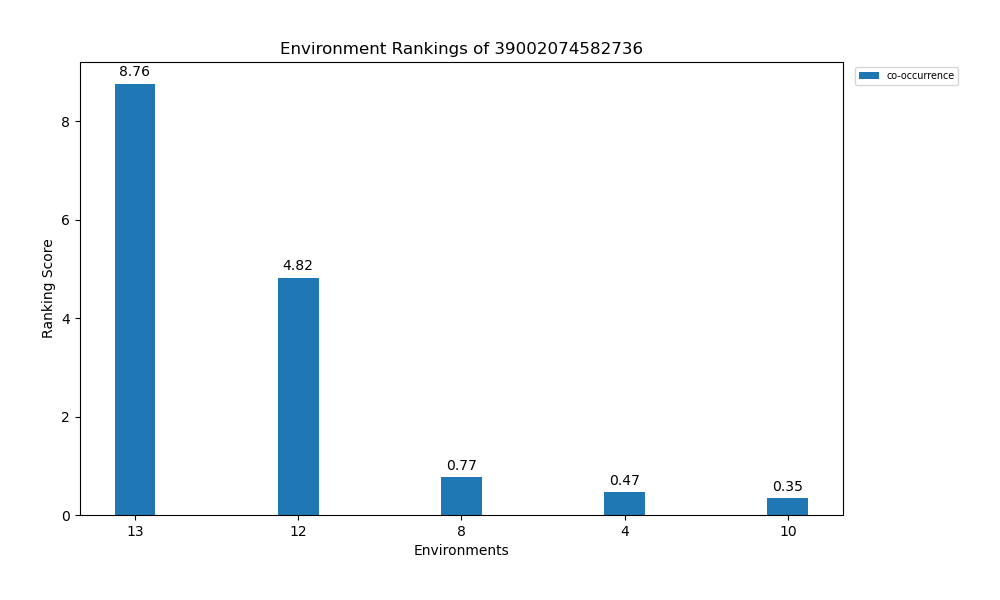 Environment Rankings of 39002074582736
co-occurrence
8.76
4.82
0.77
0.47
0.35
8
6
4
2
0
Ranking Score
13 12 8 4 10
Environments